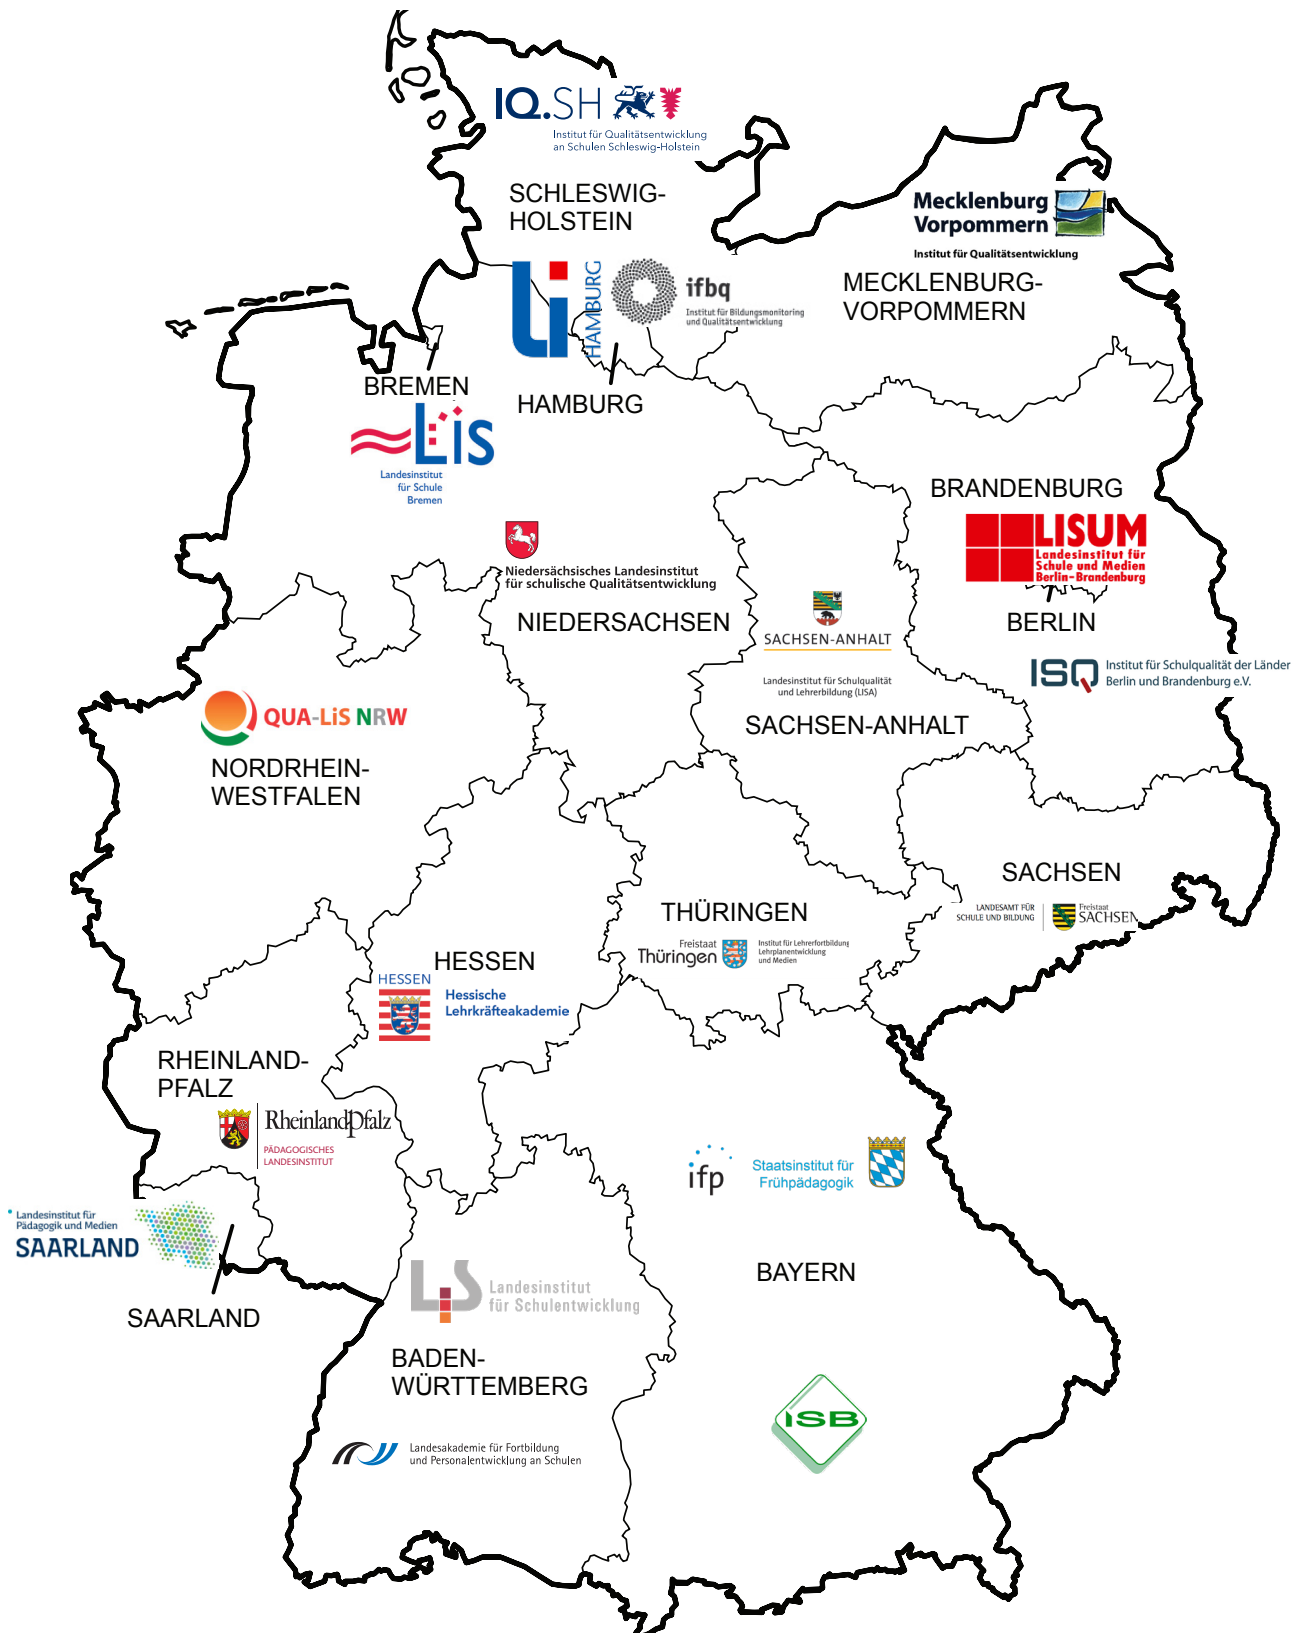 IQ.SH
Institut für Qualitätsentwicklung
an Schulen Schleswig-Holstein
SCHLESWIG-
HOLSTEIN
Mecklenburg
Vorpommern
Institut für Qualitätsentwicklung
MECKLENBURG-
VORPOMMERN
Li
HAMBURG
ifbq
Institut für Bildungsmonitoring
und Qualitätsentwicklung
HAMBURG
BREMEN
LiS
Landesinstitut
für Schule
Bremen
BRANDENBURG
LISUM
Landesinstitut für
Schule und Medien
Berlin-Brandenburg
BERLIN
ISQ
Institut für Schulqualität der Länder
Berlin und Brandenburg e.V.
Niedersächsisches Landesinstitut
für schulische Qualitätsentwicklung
NIEDERSACHSEN
SACHSEN-ANHALT
Landesinstitut für Schulqualität
und Lehrerbildung (LISA)
SACHSEN-ANHALT
QUA-LiS NRW
NORDRHEIN-
WESTFALEN
SACHSEN
LANDESAMT FÜR
SCHULE UND BILDUNG
Freistaat
SACHSEN
THÜRINGEN
Freistaat
Thüringen
Institut für Lehrerfortbildung
Lehrplanentwicklung
und Medien
HESSEN
HESSEN
Hessische
Lehrkräfteakademie
RHEINLAND-
PFALZ
RheinlandPfalz
PÄDAGOGISCHES
LANDESINSTITUT
Landesinstitut für
Pädagogik und Medien
SAARLAND
SAARLAND
ifp
Staatsinstitut für
Frühpädagogik
BAYERN
ISB
LiS
Landesinstitut
für Schulentwicklung
BADEN-
WÜRTTEMBERG
Landesakademie für Fortbildung
und Personalentwicklung an Schulen